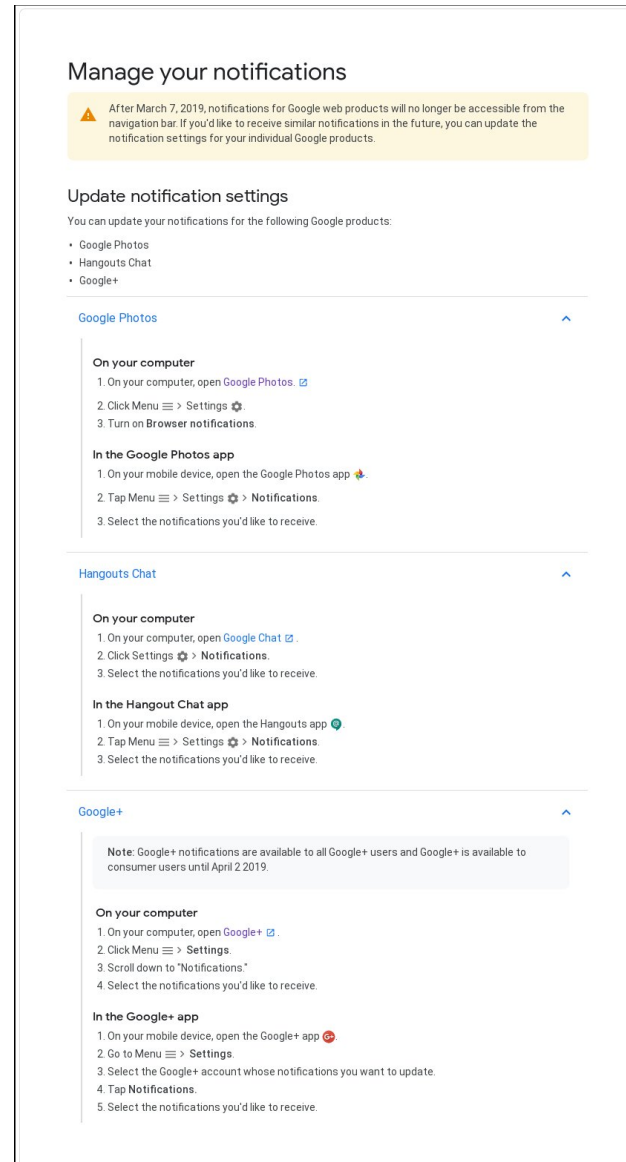 Manage your notifications
After March 7, 2019, notifications for Google web products will no longer be accessible from the
navigation bar. If you'd like to receive similar notifications in the future, you can update the
notification settings for your individual Google products.
Update notification settings
You can update your notifications for the following Google products:
• Google Photos
• Hangouts Chat
• Google+
Google Photos
On your computer
1. On your computer, open Google Photos.
2. Click Menu > Settings .
3. Turn on Browser notifications.
In the Google Photos app
1. On your mobile device, open the Google Photos app .
2. Tap Menu > Settings > Notifications.
3. Select the notifications you'd like to receive.
Hangouts Chat
On your computer
1. On your computer, open Google Chat .
2. Click Settings > Notifications.
3. Select the notifications you'd like to receive.
In the Hangout Chat app
1. On your mobile device, open the Hangouts app .
2. Tap Menu > Settings > Notifications.
3. Select the notifications you'd like to receive.
Google+
Note: Google+ notifications are available to all Google+ users and Google+ is available to
consumer users until April 2 2019.
On your computer
1. On your computer, open Google+ .
2. Click Menu > Settings.
3. Scroll down to "Notifications."
4. Select the notifications you'd like to receive.
In the Google+ app
1. On your mobile device, open the Google+ app G+.
2. Go to Menu > Settings.
3. Select the Google+ account whose notifications you want to update.
4. Tap Notifications.
5. Select the notifications you'd like to receive.